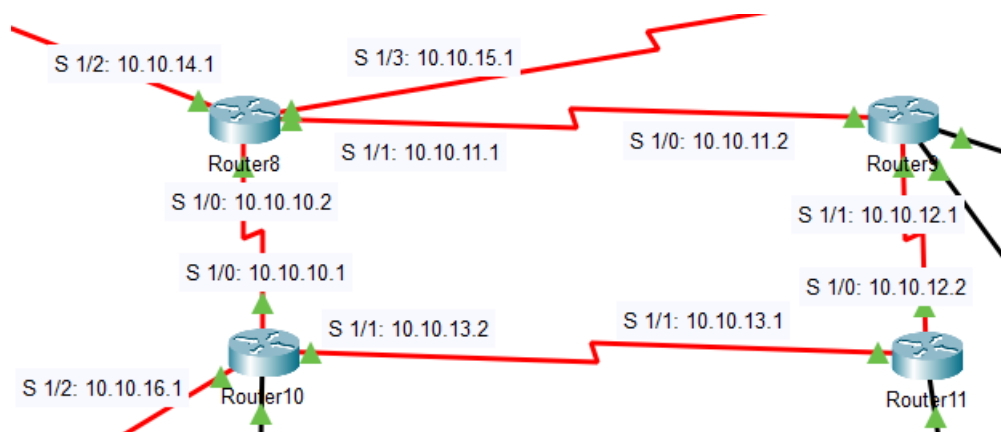 S 1/2: 10.10.14.1
S 1/3: 10.10.15.1
Router8
S 1/1: 10.10.11.1
S 1/0: 10.10.11.2
Router9
S 1/0: 10.10.10.2
S 1/1: 10.10.12.1
S 1/0: 10.10.10.1
S 1/0: 10.10.12.2
S 1/1: 10.10.13.2
S 1/1: 10.10.13.1
S 1/2: 10.10.16.1
Router10
Router11